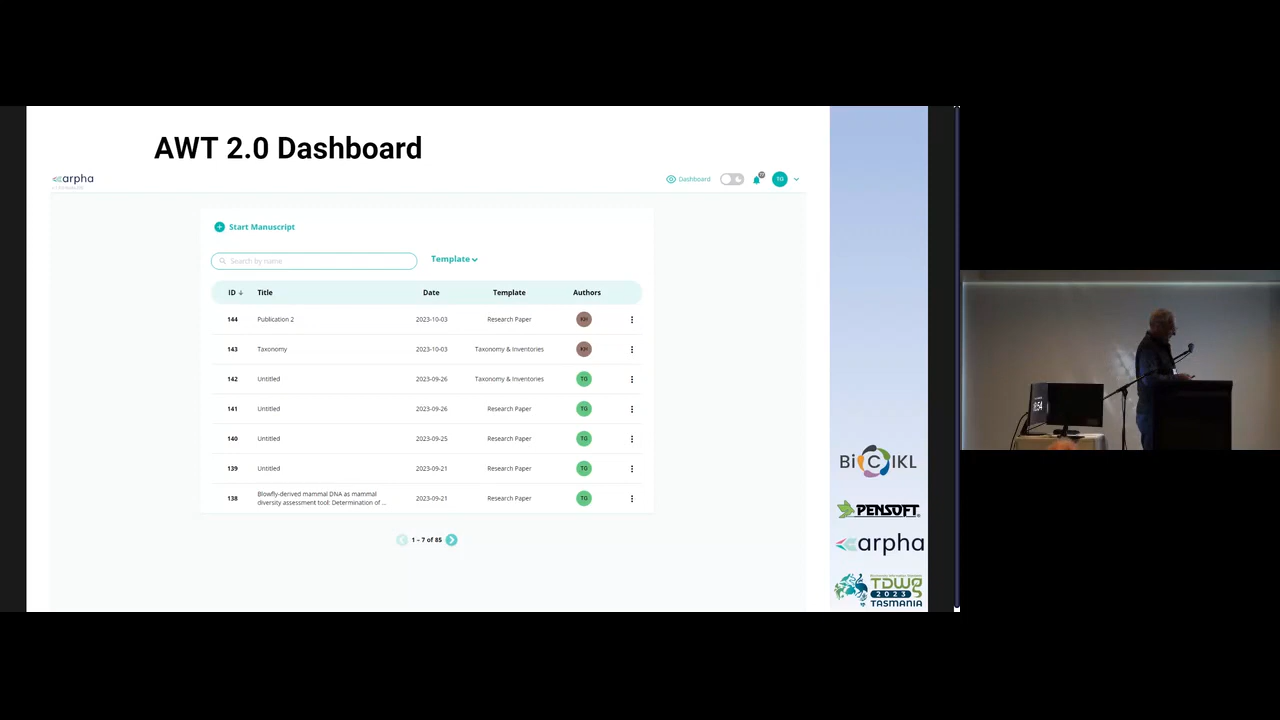 AWT 2.0 Dashboard
arpha
Dashboard
TG
Start Manuscript
Search by name
Template
ID Title Date Template Authors
144 Publication 2 2023-10-03 Research Paper KH
143 Taxonomy 2023-10-03 Taxonomy & Inventories KH
142 Untitled 2023-09-26 Taxonomy & Inventories TG
141 Untitled 2023-09-26 Research Paper TG
140 Untitled 2023-09-25 Research Paper TG
139 Untitled 2023-09-21 Research Paper TG
138 Blowfly-derived mammal DNA as mammal
diversity assessment tool: Determination of ... 2023-09-21 Research Paper TG
1 – 7 of 85
BiCIKL
PENSOFT®
arpha
TDWG
2023
TASMANIA